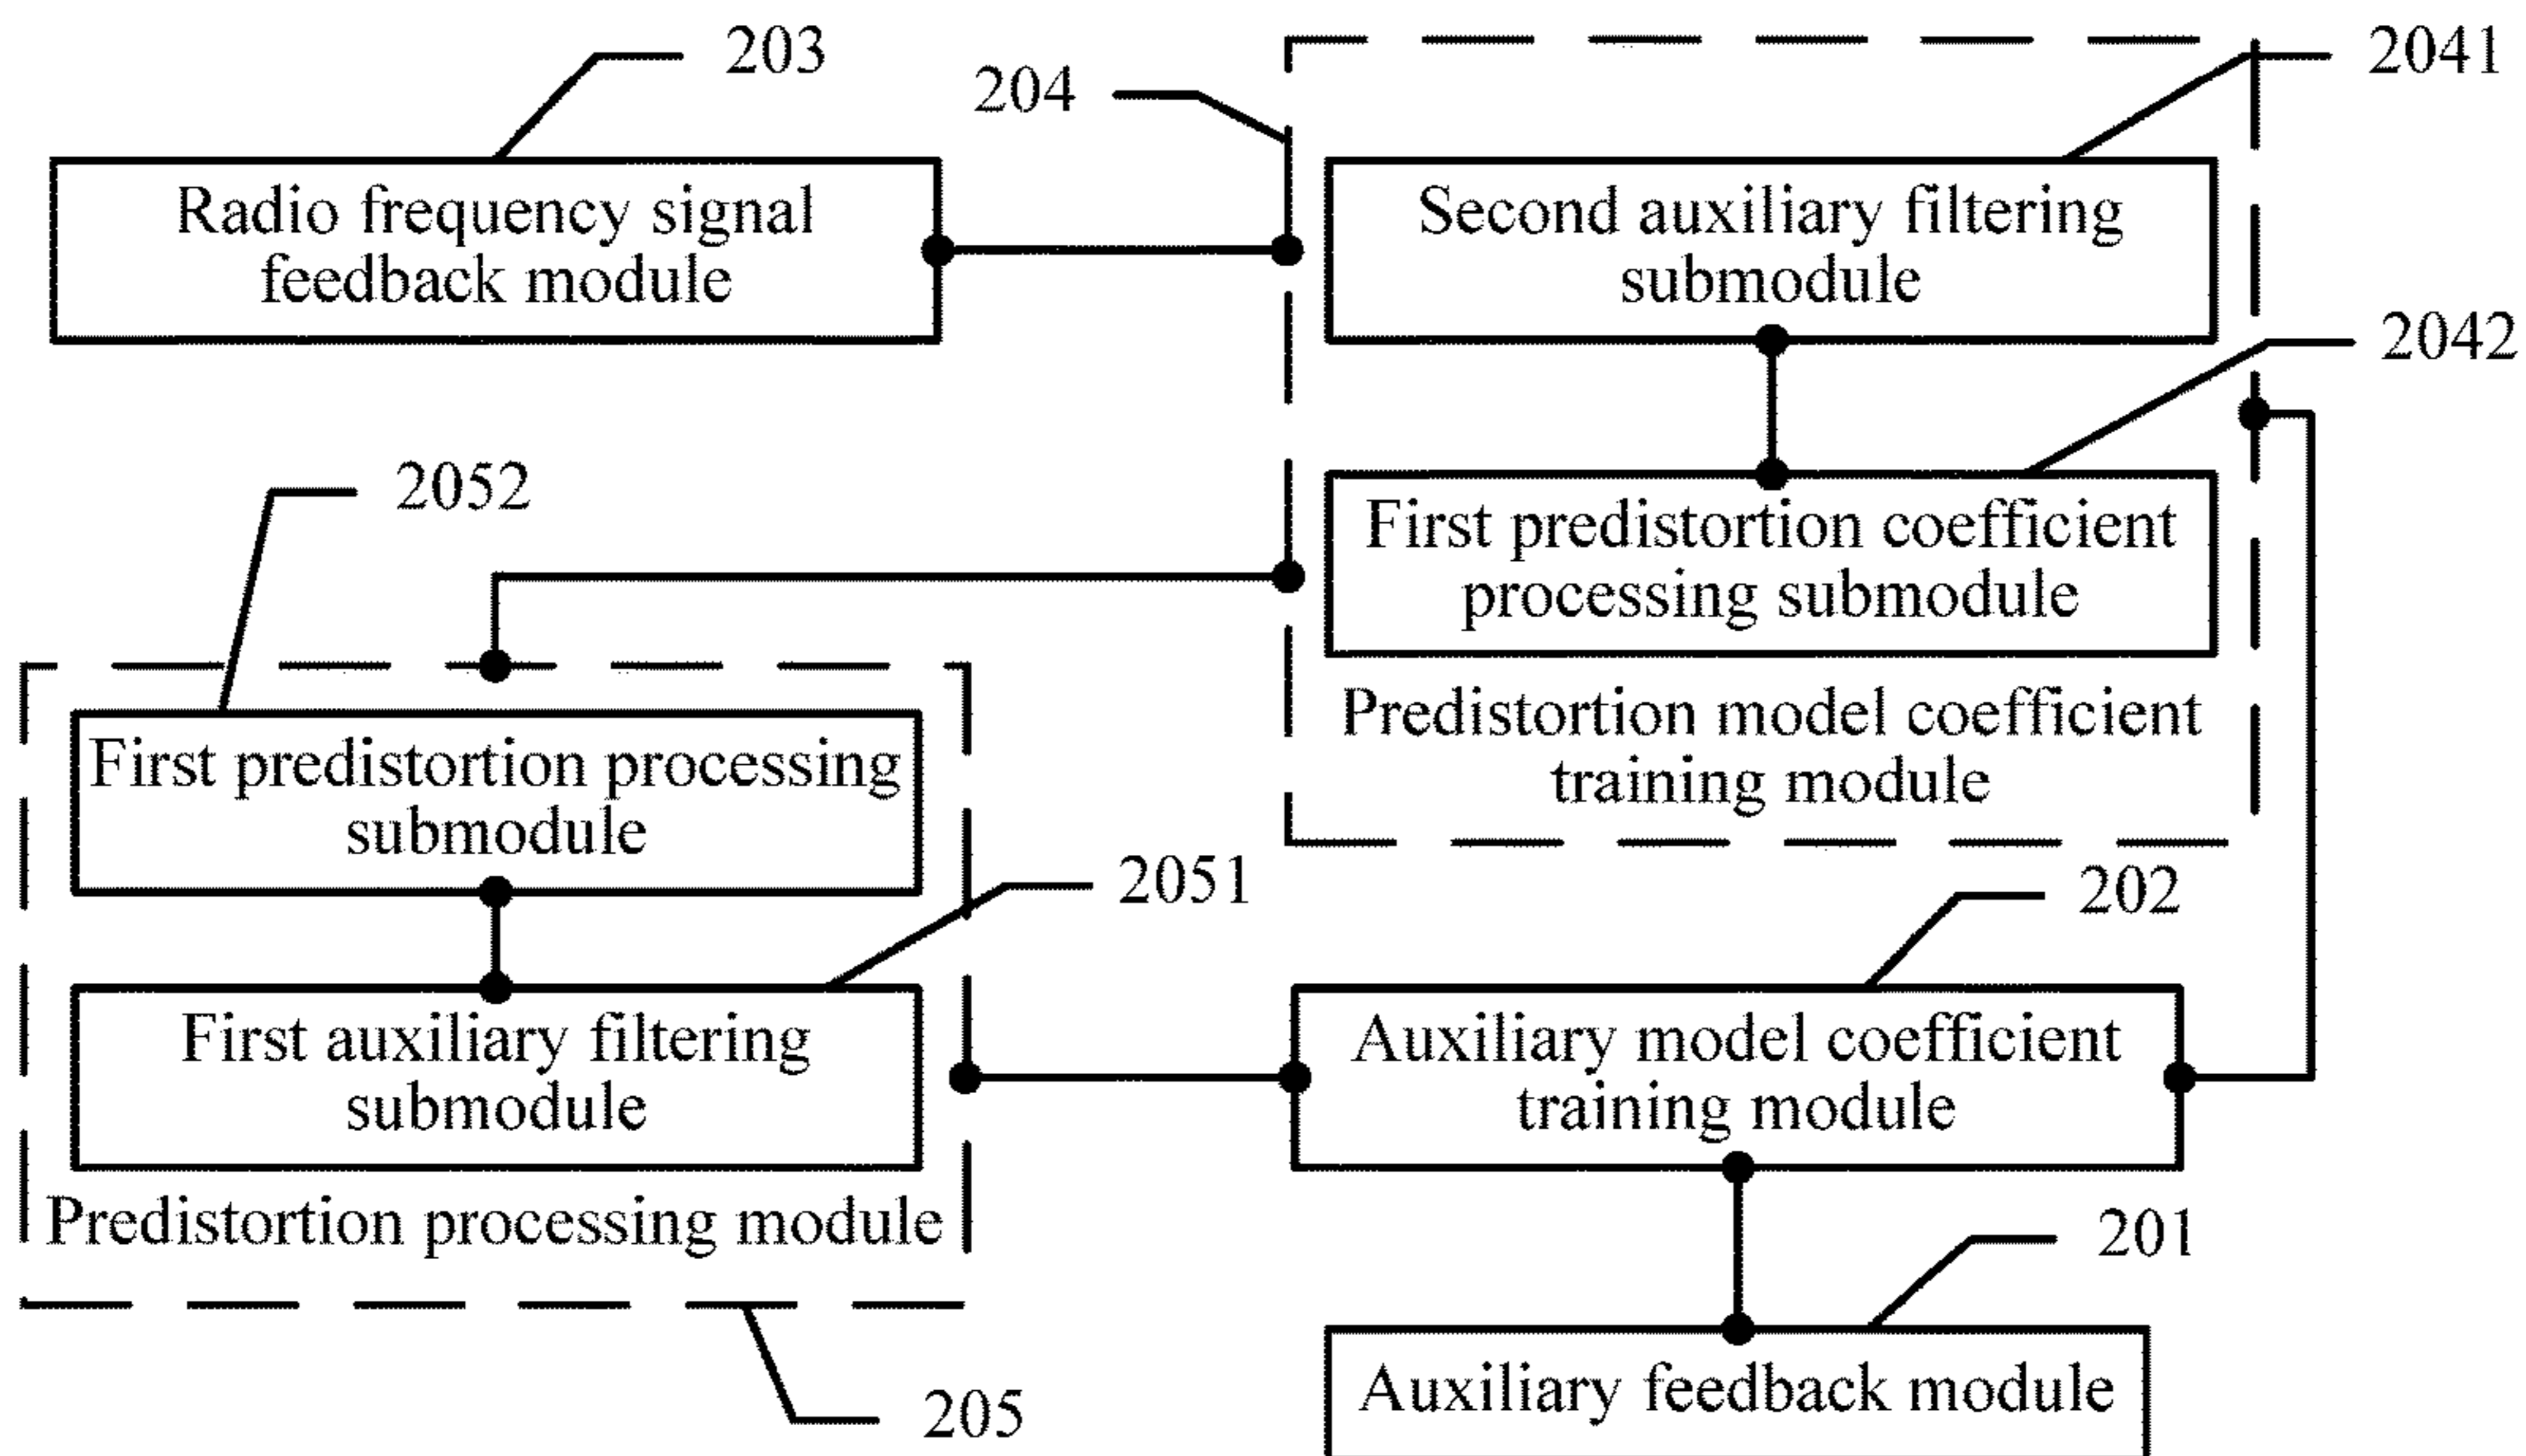 203
204
2041
Radio frequency signal
feedback module
Second auxiliary filtering
submodule
2042
2052
First predistortion coefficient
processing submodule
Predistortion model coefficient
training module
First predistortion processing
submodule
2051
202
First auxiliary filtering
submodule
Auxiliary model coefficient
training module
Predistortion processing module
201
205
Auxiliary feedback module